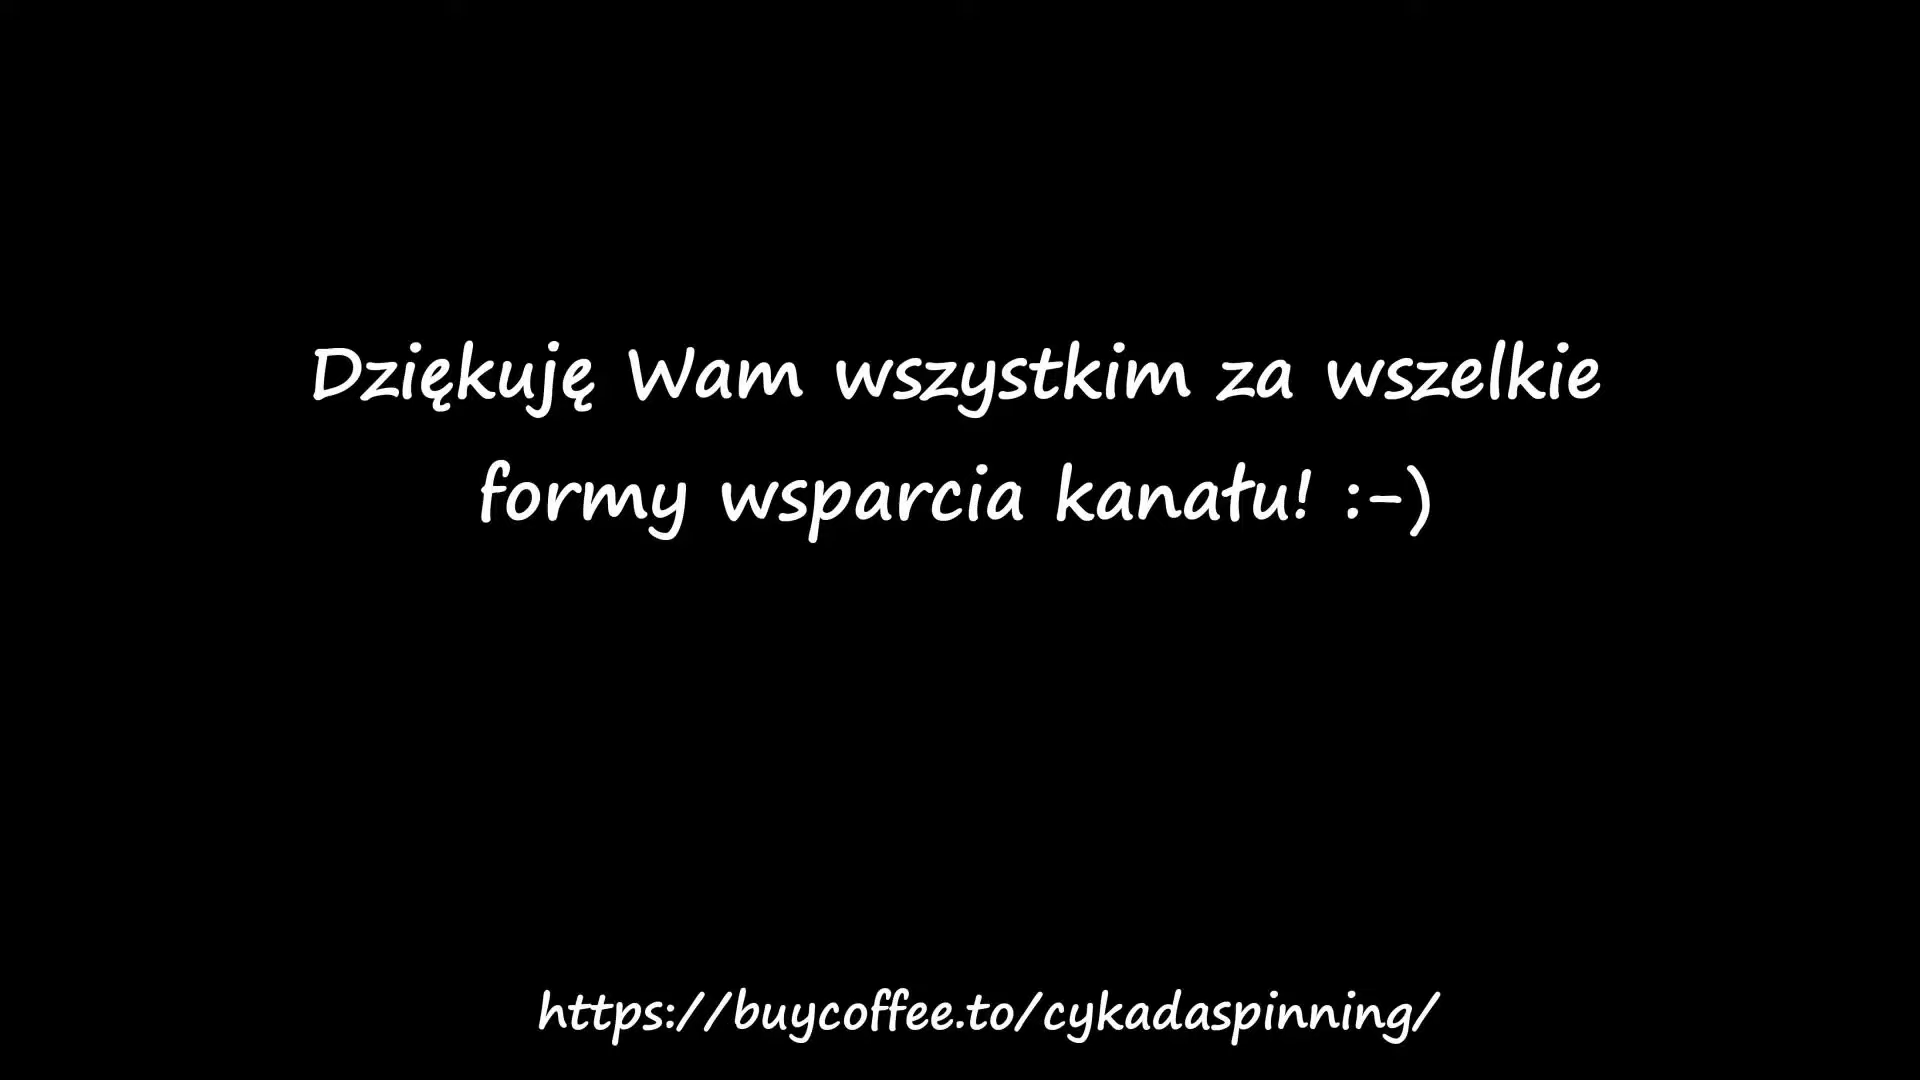 Dziękuję Wam wszystkim za wszelkie
formy wsparcia kanału! :-)
https://buycoffee.to/cykadaspinning/